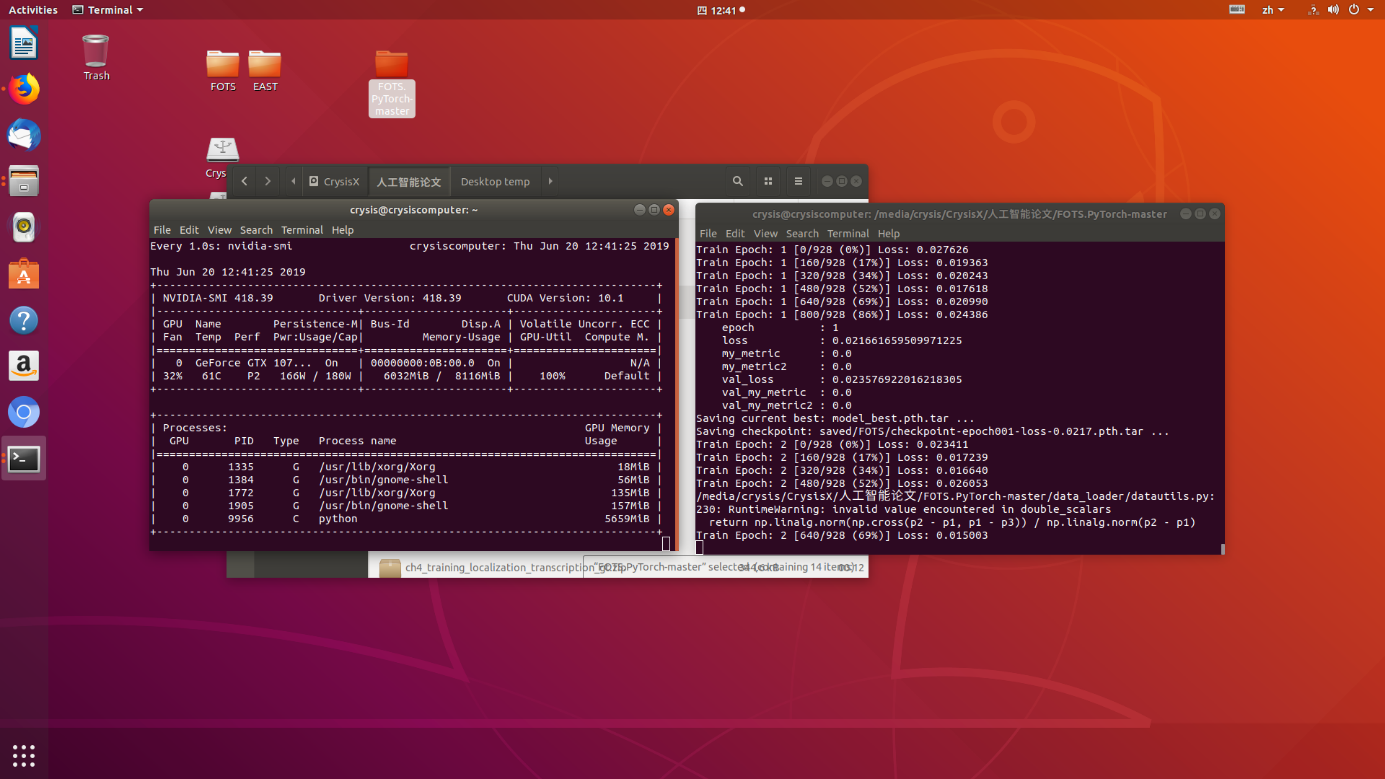 Activities
Terminal
四 12:41
zh
Trash
FOTS
EAST
FOTS.
PyTorch-
master
CrysisX
人工智能论文
Desktop temp
crysis@crysiscomputer: ~
File Edit View Search Terminal Help
Every 1.0s: nvidia-smi crysiscomputer: Thu Jun 20 12:41:25 2019
Thu Jun 20 12:41:25 2019
+-----------------------------------------------------------------------------+
| NVIDIA-SMI 418.39 Driver Version: 418.39 CUDA Version: 10.1 |
|-------------------------------+----------------------+----------------------+
| GPU Name Persistence-M| Bus-Id Disp.A | Volatile Uncorr. ECC |
| Fan Temp Perf Pwr:Usage/Cap| Memory-Usage | GPU-Util Compute M. |
|===============================+======================+======================|
| 0 GeForce GTX 107... On | 00000000:0B:00.0 On | N/A |
| 32% 61C P2 166W / 180W | 6032MiB / 8116MiB | 100% Default |
+-------------------------------+----------------------+----------------------+
+-----------------------------------------------------------------------------+
| Processes: GPU Memory |
| GPU PID Type Process name Usage |
|=============================================================================|
| 0 1335 G /usr/lib/xorg/Xorg 18MiB |
| 0 1384 G /usr/bin/gnome-shell 56MiB |
| 0 1772 G /usr/lib/xorg/Xorg 135MiB |
| 0 1905 G /usr/bin/gnome-shell 157MiB |
| 0 9956 C python 5659MiB |
+-----------------------------------------------------------------------------+
crysis@crysiscomputer: /media/crysis/CrysisX/人工智能论文/FOTS.PyTorch-master
File Edit View Search Terminal Help
Train Epoch: 1 [0/928 (0%)] Loss: 0.027626
Train Epoch: 1 [160/928 (17%)] Loss: 0.019363
Train Epoch: 1 [320/928 (34%)] Loss: 0.020243
Train Epoch: 1 [480/928 (52%)] Loss: 0.017618
Train Epoch: 1 [640/928 (69%)] Loss: 0.020990
Train Epoch: 1 [800/928 (86%)] Loss: 0.024386
epoch : 1
loss : 0.021661659509971225
my_metric : 0.0
my_metric2 : 0.0
val_loss : 0.023576922016218305
val_my_metric : 0.0
val_my_metric2 : 0.0
Saving current best: model_best.pth.tar ...
Saving checkpoint: saved/FOTS/checkpoint-epoch001-loss-0.0217.pth.tar ...
Train Epoch: 2 [0/928 (0%)] Loss: 0.023411
Train Epoch: 2 [160/928 (17%)] Loss: 0.017239
Train Epoch: 2 [320/928 (34%)] Loss: 0.016640
Train Epoch: 2 [480/928 (52%)] Loss: 0.026053
/media/crysis/CrysisX/人工智能论文/FOTS.PyTorch-master/data_loader/datautils.py:
230: RuntimeWarning: invalid value encountered in double_scalars
return np.linalg.norm(np.cross(p2 - p1, p1 - p3)) / np.linalg.norm(p2 - p1)
Train Epoch: 2 [640/928 (69%)] Loss: 0.015003
Crys
ch4_training_localization_transcription_gt.zip
"FOTS.PyTorch-master" selected (containing 14 items)